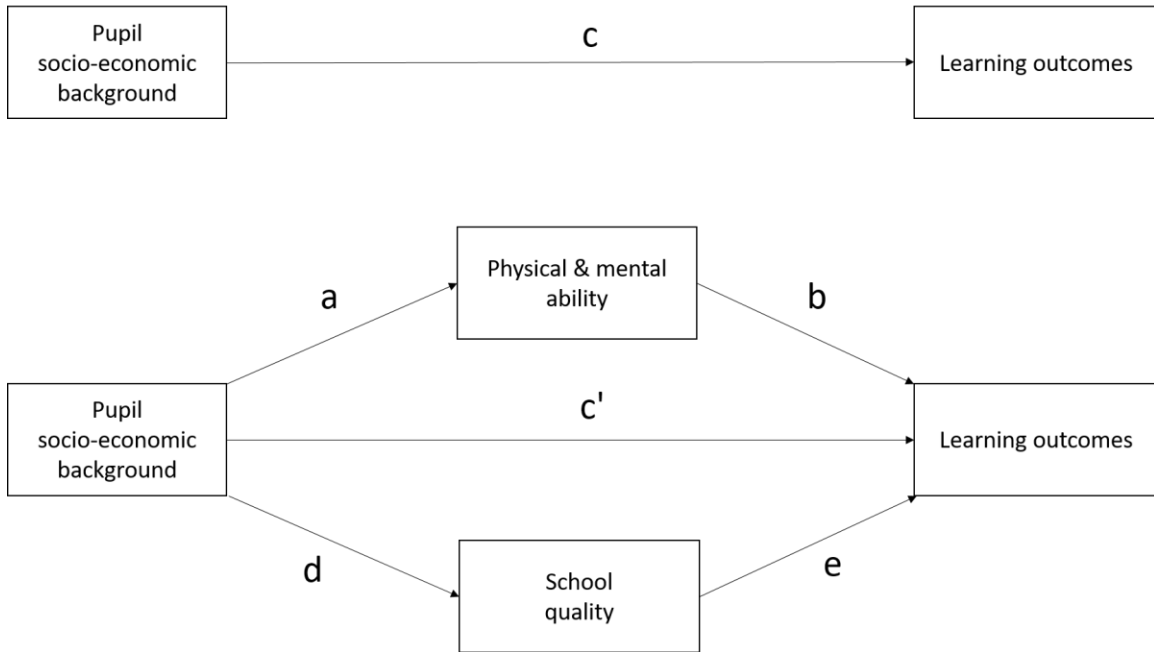 Pupil
socio-economic
background
c
Learning outcomes
Physical & mental
ability
a
b
Pupil
socio-economic
background
c'
Learning outcomes
d
School
quality
e